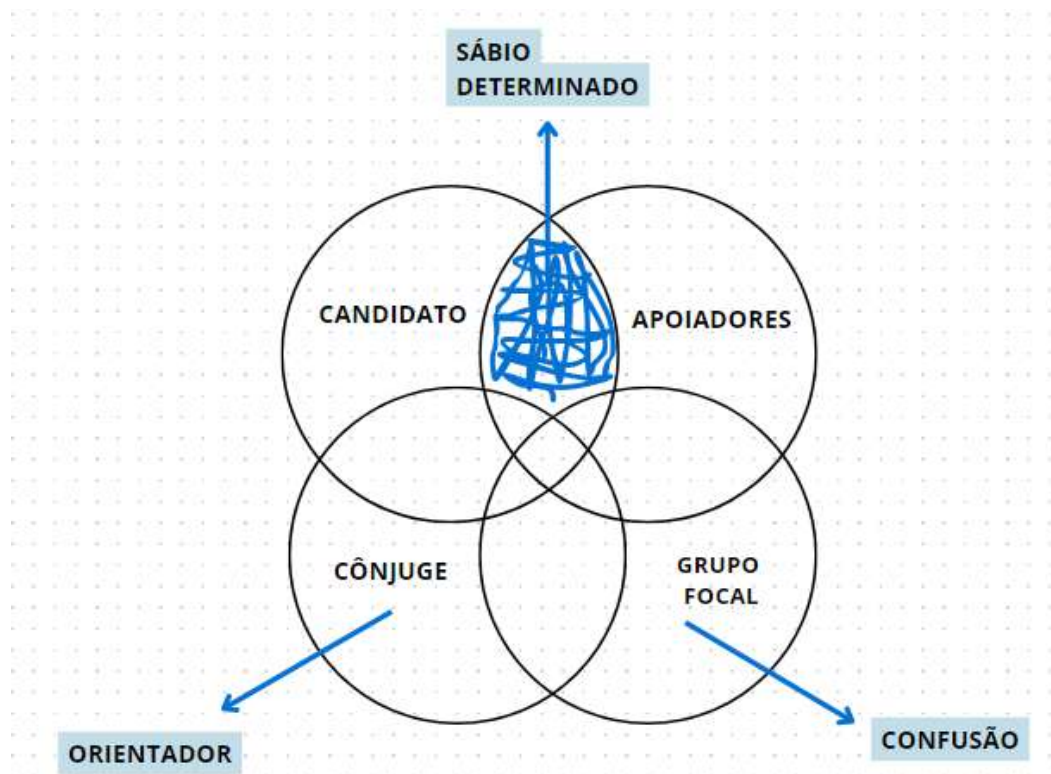 SÁBIO
DETERMINADO
CANDIDATO
APOIADORES
CÔNJUGE
GRUPO
FOCAL
ORIENTADOR
CONFUSÃO